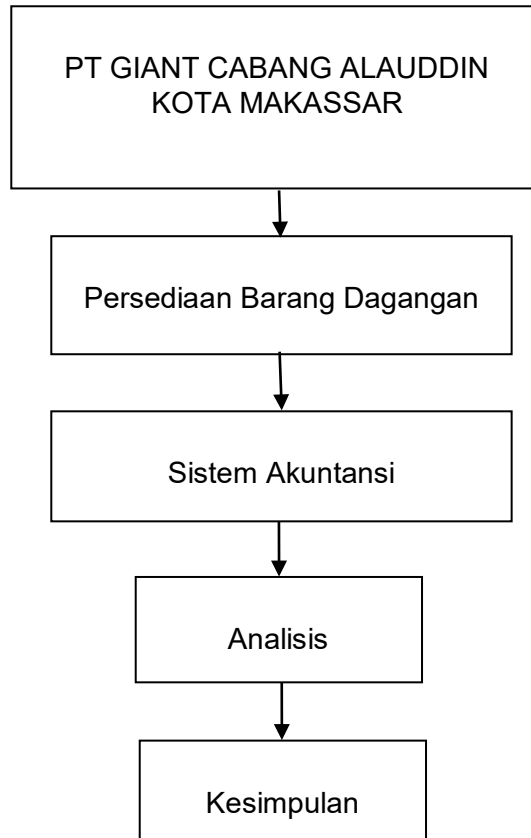 PT GIANT CABANG ALAUDDIN
KOTA MAKASSAR
Persediaan Barang Dagangan
Sistem Akuntansi
Analisis
Kesimpulan